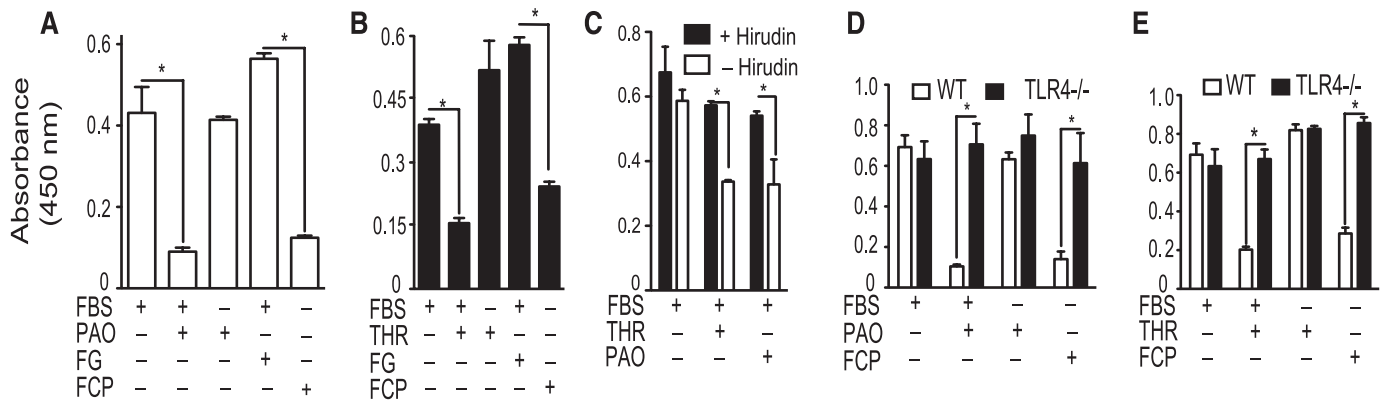 A
Absorbance
(450 nm)
0.6
0.4
0.2
0
*
*
FBS + + – + –
PAO – + + – –
FG – – – + –
FCP – – – – +
B
0.6
0.45
0.3
0.15
0
*
*
FBS + + – + –
THR – + + – –
FG – – – + –
FCP – – – – +
C
0.8
0.6
0.4
0.2
0
+ Hirudin
– Hirudin
*
*
FBS + + +
THR – + –
PAO – – +
D
1.0
0.8
0.6
0.4
0.2
0
WT TLR4-/-
*
*
FBS + + – –
PAO – + + –
FCP – – – +
E
1.0
0.8
0.6
0.4
0.2
0
WT TLR4-/-
*
*
FBS + + – –
THR – + + –
FCP – – – +